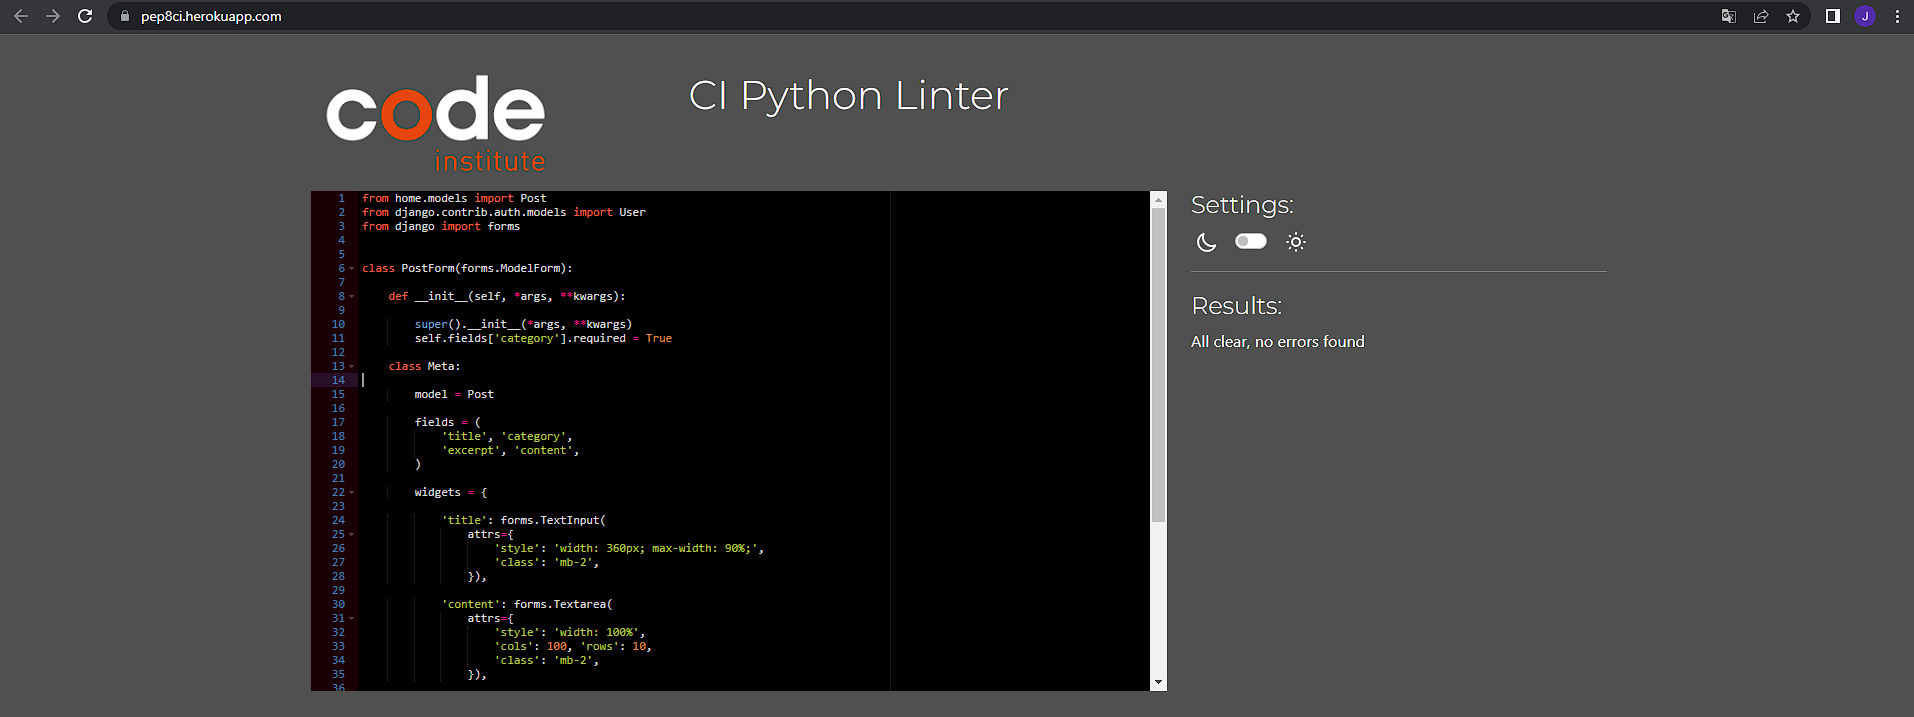 pep8ci.herokuapp.com
J
code
institute
CI Python Linter
1 from home.models import Post
2 from django.contrib.auth.models import User
3 from django import forms
4
5
6 class PostForm(forms.ModelForm):
7
8     def __init__(self, *args, **kwargs):
9
10         super().__init__(*args, **kwargs)
11         self.fields['category'].required = True
12
13     class Meta:
14
15         model = Post
16
17         fields = (
18             'title', 'category',
19             'excerpt', 'content',
20         )
21
22         widgets = {
23
24             'title': forms.TextInput(
25                 attrs={
26                     'style': 'width: 360px; max-width: 90%;',
27                     'class': 'mb-2',
28                 }),
29
30             'content': forms.Textarea(
31                 attrs={
32                     'style': 'width: 100%',
33                     'cols': 100, 'rows': 10,
34                     'class': 'mb-2',
35                 }),
36
Settings:
Results:
All clear, no errors found